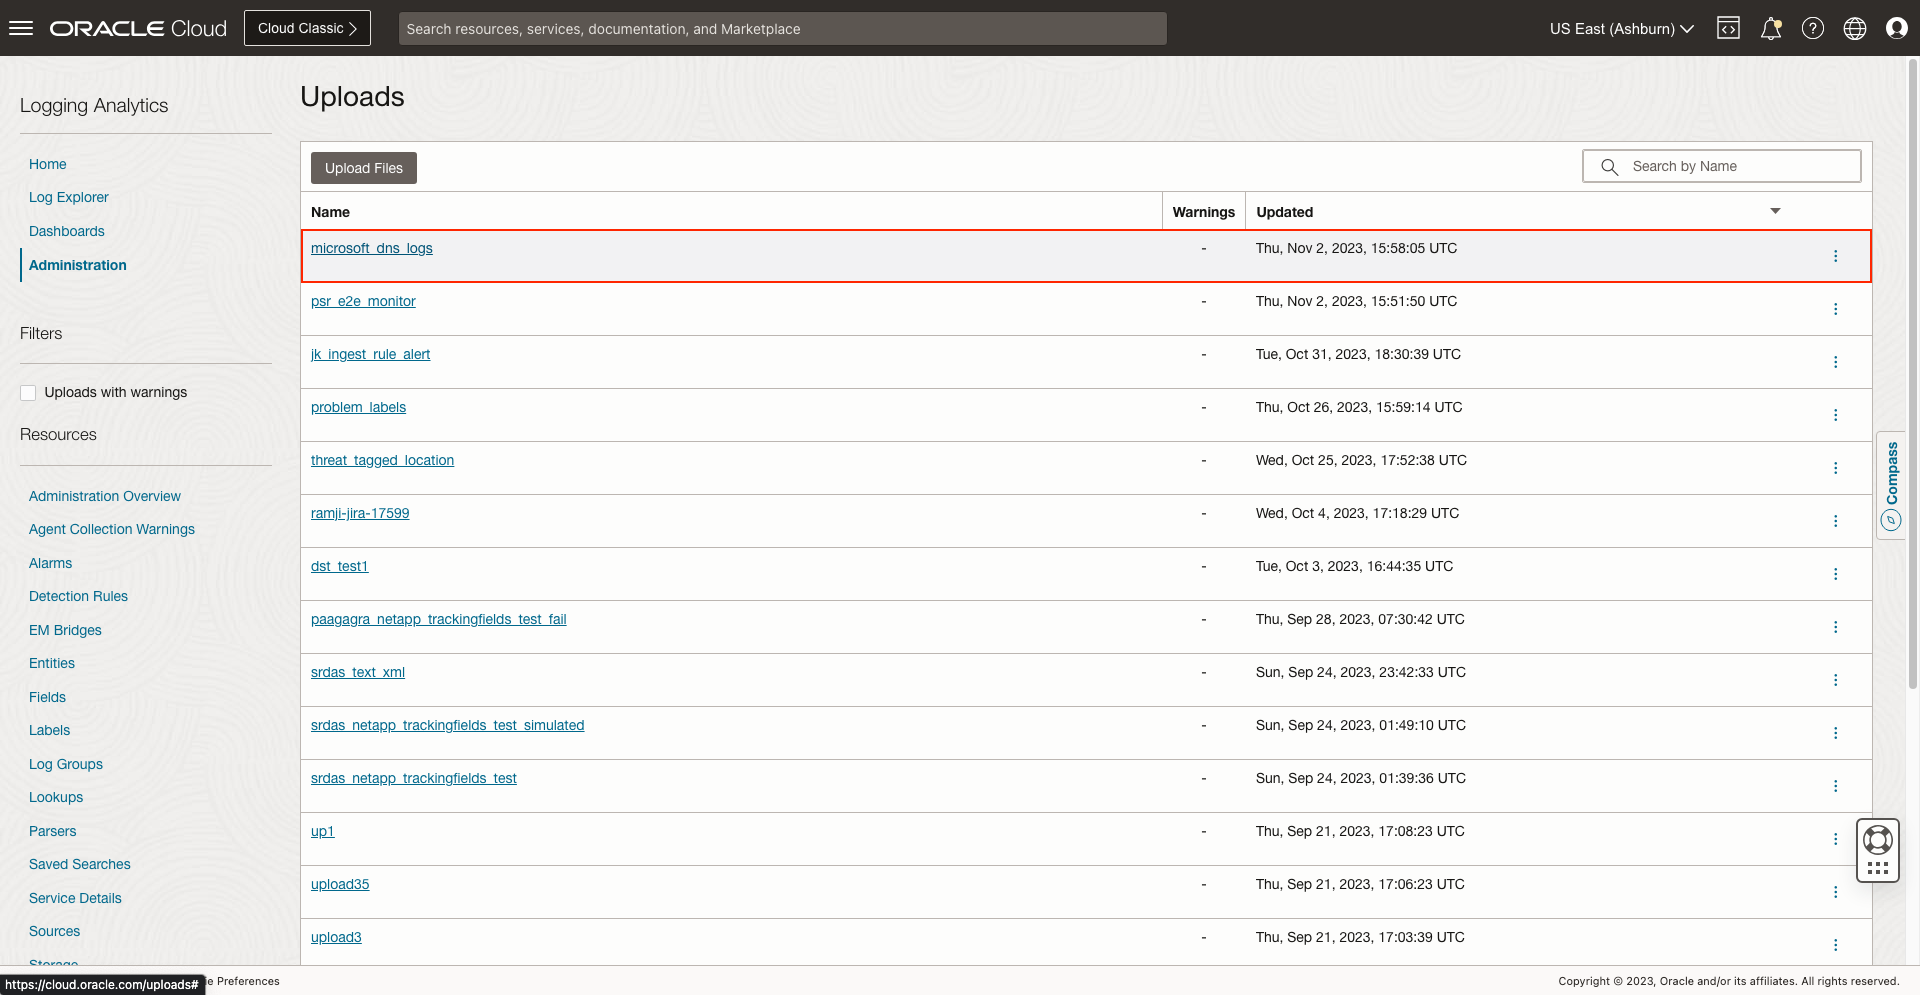 ORACLE Cloud
Cloud Classic
Search resources, services, documentation, and Marketplace
US East (Ashburn)
Logging Analytics
Home
Log Explorer
Dashboards
Administration
Filters
Uploads with warnings
Resources
Administration Overview
Agent Collection Warnings
Alarms
Detection Rules
EM Bridges
Entities
Fields
Labels
Log Groups
Lookups
Parsers
Saved Searches
Service Details
Sources
Storage
Uploads
Upload Files
Search by Name
Name Warnings Updated
microsoft_dns_logs - Thu, Nov 2, 2023, 15:58:05 UTC
psr_e2e_monitor - Thu, Nov 2, 2023, 15:51:50 UTC
jk_ingest_rule_alert - Tue, Oct 31, 2023, 18:30:39 UTC
problem_labels - Thu, Oct 26, 2023, 15:59:14 UTC
threat_tagged_location - Wed, Oct 25, 2023, 17:52:38 UTC
ramji-jira-17599 - Wed, Oct 4, 2023, 17:18:29 UTC
dst_test1 - Tue, Oct 3, 2023, 16:44:35 UTC
paagagra_netapp_trackingfields_test_fail - Thu, Sep 28, 2023, 07:30:42 UTC
srdas_text_xml - Sun, Sep 24, 2023, 23:42:33 UTC
srdas_netapp_trackingfields_test_simulated - Sun, Sep 24, 2023, 01:49:10 UTC
srdas_netapp_trackingfields_test - Sun, Sep 24, 2023, 01:39:36 UTC
up1 - Thu, Sep 21, 2023, 17:08:23 UTC
upload35 - Thu, Sep 21, 2023, 17:06:23 UTC
upload3 - Thu, Sep 21, 2023, 17:03:39 UTC
Compass
https://cloud.oracle.com/uploads#
ie Preferences
Copyright © 2023, Oracle and/or its affiliates. All rights reserved.